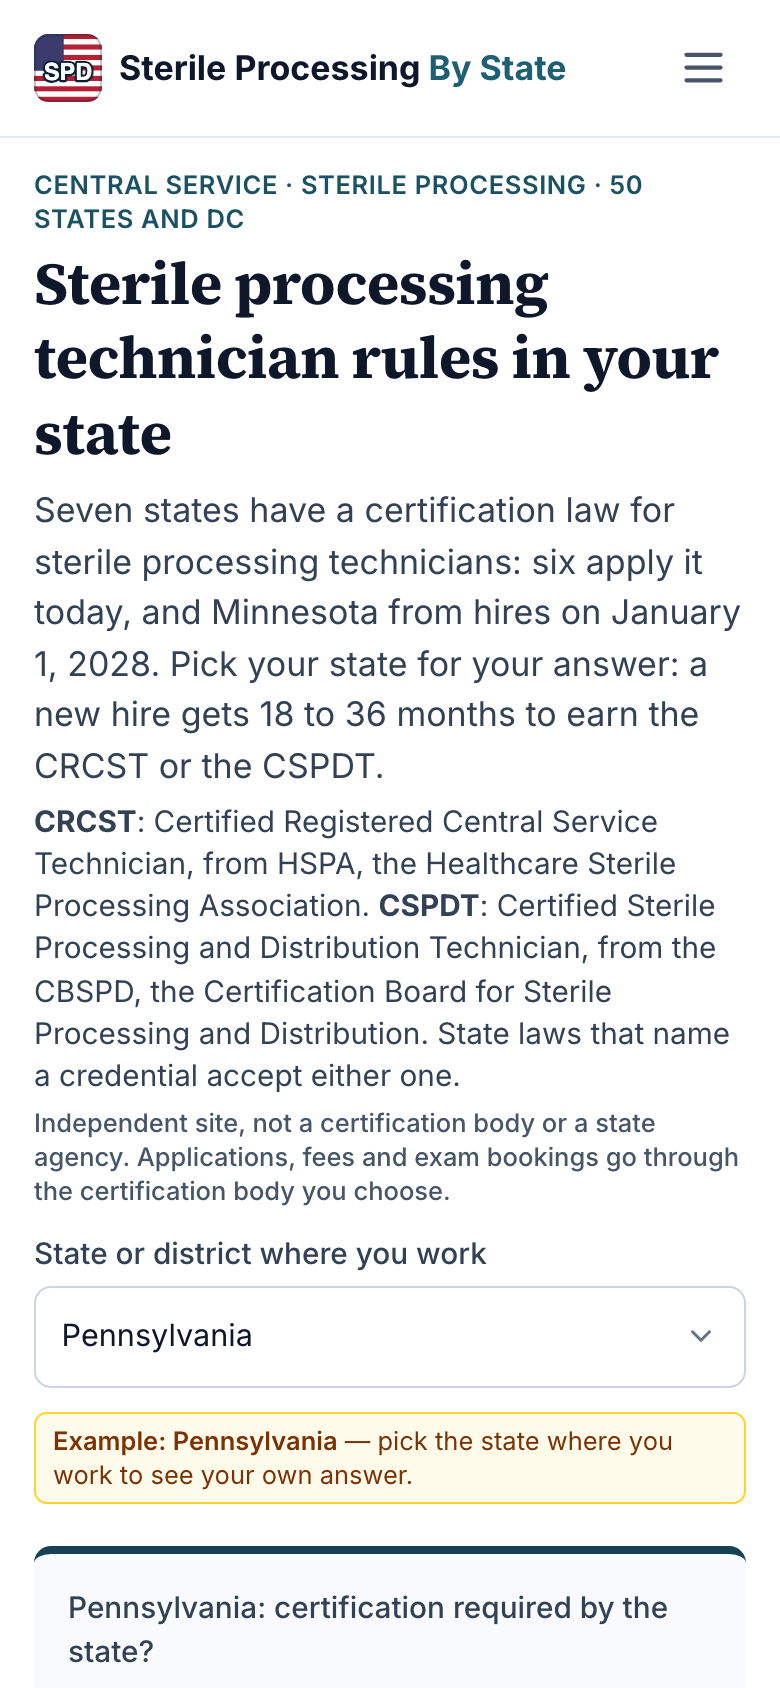 SPD
Sterile Processing By State
CENTRAL SERVICE · STERILE PROCESSING · 50
STATES AND DC
Sterile processing
technician rules in your
state
Seven states have a certification law for
sterile processing technicians: six apply it
today, and Minnesota from hires on January
1, 2028. Pick your state for your answer: a
new hire gets 18 to 36 months to earn the
CRCST or the CSPDT.
CRCST: Certified Registered Central Service
Technician, from HSPA, the Healthcare Sterile
Processing Association. CSPDT: Certified Sterile
Processing and Distribution Technician, from the
CBSPD, the Certification Board for Sterile
Processing and Distribution. State laws that name
a credential accept either one.
Independent site, not a certification body or a state
agency. Applications, fees and exam bookings go through
the certification body you choose.
State or district where you work
Pennsylvania
Example: Pennsylvania — pick the state where you
work to see your own answer.
Pennsylvania: certification required by the
state?